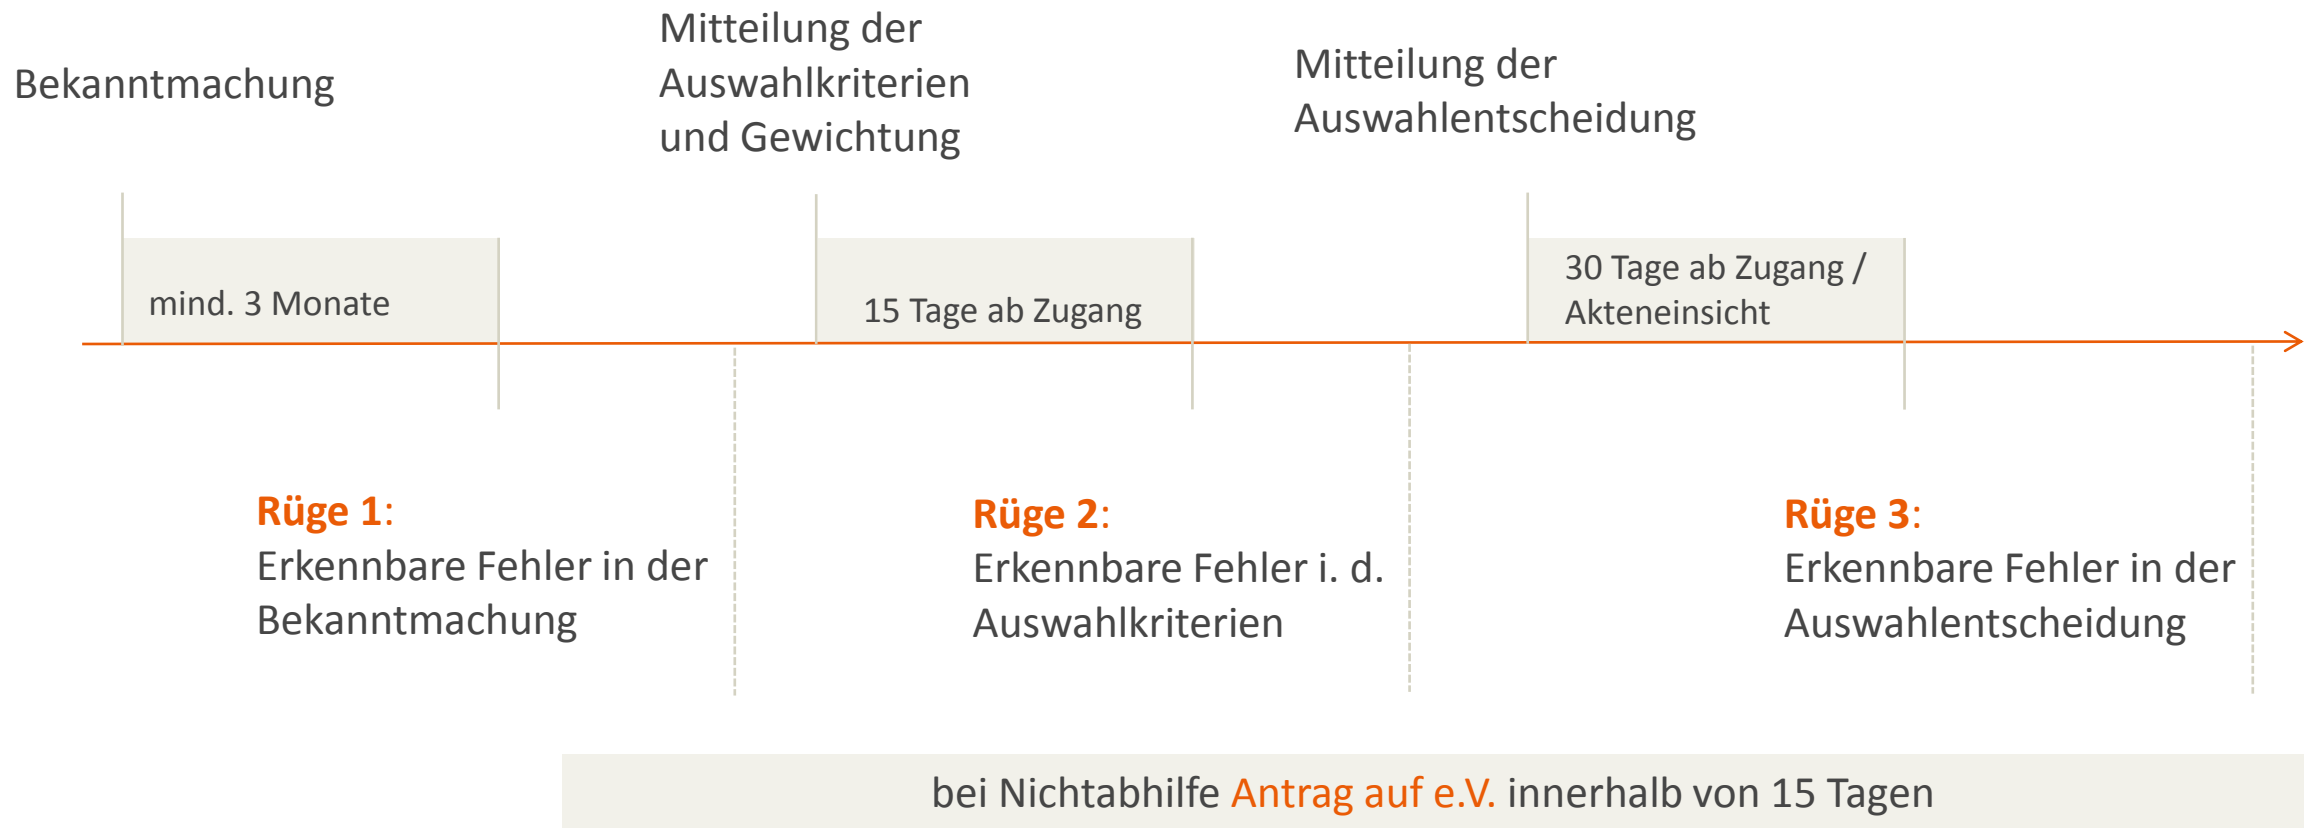 Bekanntmachung
Mitteilung der
Auswahlkriterien
und Gewichtung
Mitteilung der
Auswahlentscheidung
mind. 3 Monate
15 Tage ab Zugang
30 Tage ab Zugang /
Akteneinsicht
Rüge 1:
Erkennbare Fehler in der
Bekanntmachung
Rüge 2:
Erkennbare Fehler i. d.
Auswahlkriterien
Rüge 3:
Erkennbare Fehler in der
Auswahlentscheidung
bei Nichtabhilfe Antrag auf e.V. innerhalb von 15 Tagen